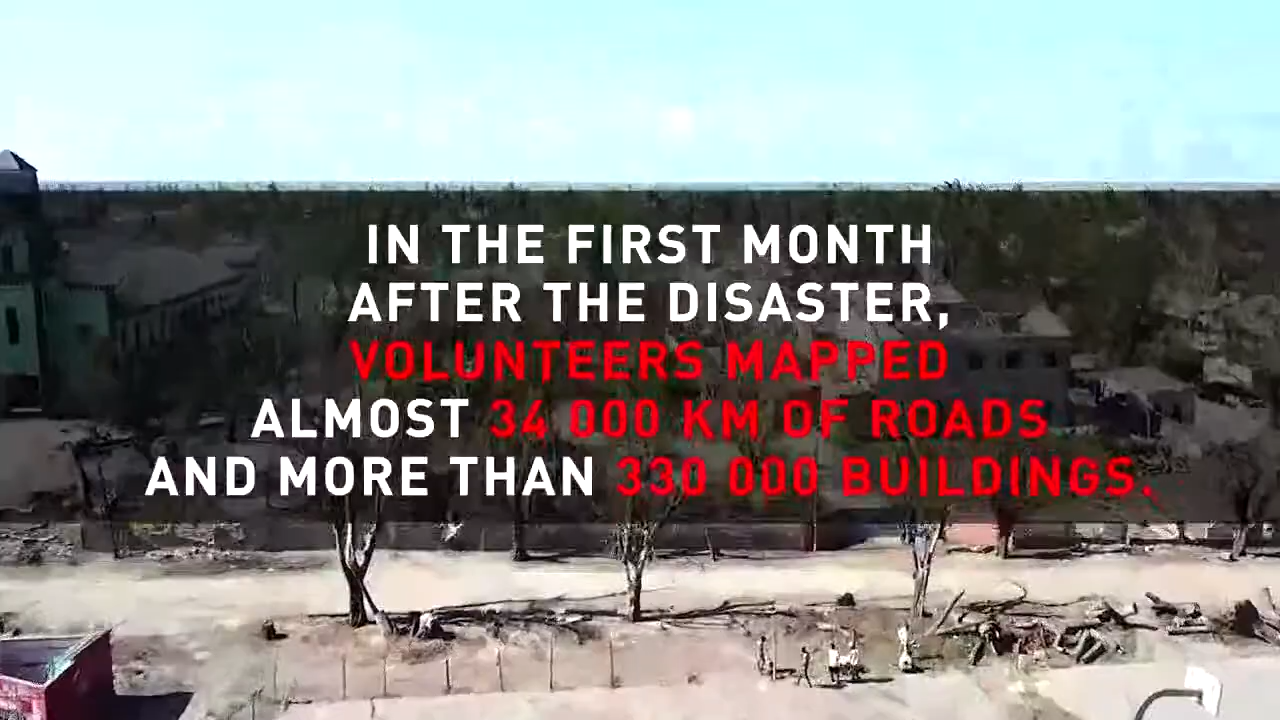 IN THE FIRST MONTH
AFTER THE DISASTER,
VOLUNTEERS MAPPED
ALMOST 34 000 KM OF ROADS
AND MORE THAN 330 000 BUILDINGS.